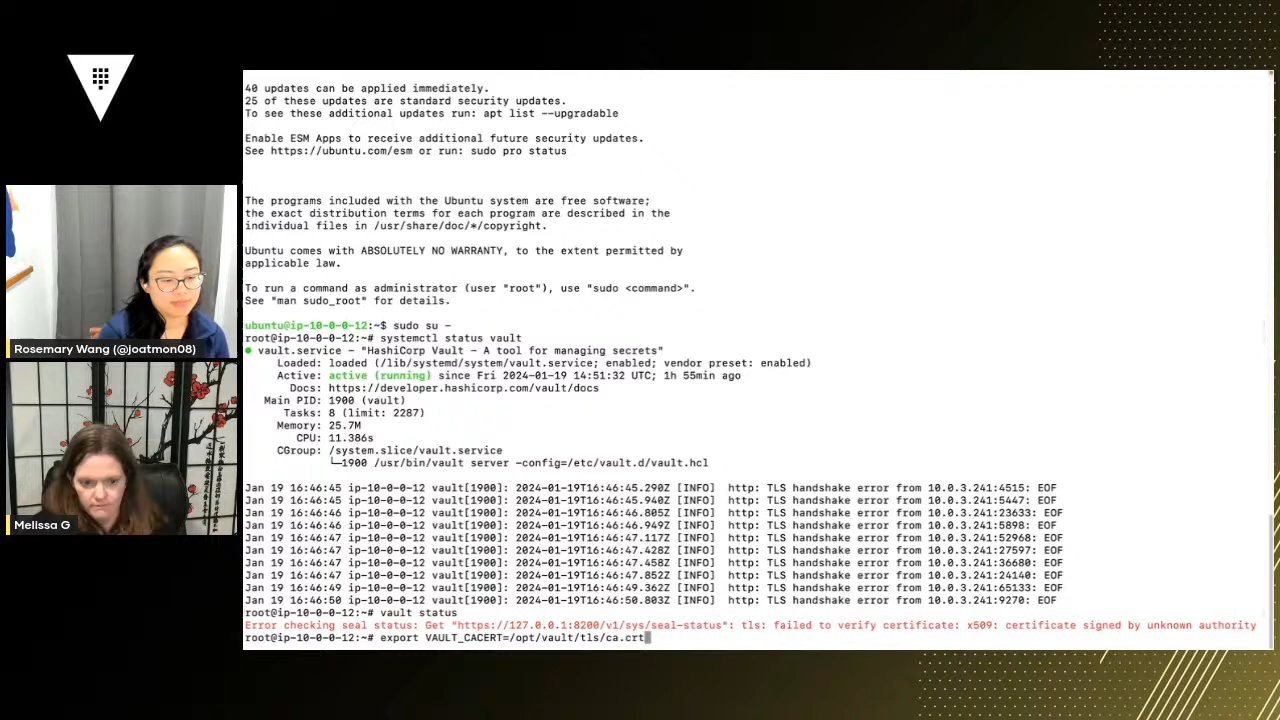 40 updates can be applied immediately.
25 of these updates are standard security updates.
To see these additional updates run: apt list --upgradable
Enable ESM Apps to receive additional future security updates.
See https://ubuntu.com/esm or run: sudo pro status
The programs included with the Ubuntu system are free software;
the exact distribution terms for each program are described in the
individual files in /usr/share/doc/*/copyright.
Ubuntu comes with ABSOLUTELY NO WARRANTY, to the extent permitted by
applicable law.
To run a command as administrator (user "root"), use "sudo <command>".
See "man sudo_root" for details.
ubuntu@ip-10-0-0-12:~$ sudo su -
root@ip-10-0-0-12:~# systemctl status vault
● vault.service - "HashiCorp Vault - A tool for managing secrets"
Loaded: loaded (/lib/systemd/system/vault.service; enabled; vendor preset: enabled)
Active: active (running) since Fri 2024-01-19 14:51:32 UTC; 1h 55min ago
Docs: https://developer.hashicorp.com/vault/docs
Main PID: 1900 (vault)
Tasks: 8 (limit: 2287)
Memory: 25.7M
CPU: 11.386s
CGroup: /system.slice/vault.service
└─1900 /usr/bin/vault server -config=/etc/vault.d/vault.hcl
Jan 19 16:46:45 ip-10-0-0-12 vault[1900]: 2024-01-19T16:46:45.290Z [INFO]  http: TLS handshake error from 10.0.3.241:4515: EOF
Jan 19 16:46:45 ip-10-0-0-12 vault[1900]: 2024-01-19T16:46:45.940Z [INFO]  http: TLS handshake error from 10.0.3.241:5447: EOF
Jan 19 16:46:46 ip-10-0-0-12 vault[1900]: 2024-01-19T16:46:46.805Z [INFO]  http: TLS handshake error from 10.0.3.241:23633: EOF
Jan 19 16:46:46 ip-10-0-0-12 vault[1900]: 2024-01-19T16:46:46.949Z [INFO]  http: TLS handshake error from 10.0.3.241:5898: EOF
Jan 19 16:46:47 ip-10-0-0-12 vault[1900]: 2024-01-19T16:46:47.117Z [INFO]  http: TLS handshake error from 10.0.3.241:52968: EOF
Jan 19 16:46:47 ip-10-0-0-12 vault[1900]: 2024-01-19T16:46:47.428Z [INFO]  http: TLS handshake error from 10.0.3.241:27597: EOF
Jan 19 16:46:47 ip-10-0-0-12 vault[1900]: 2024-01-19T16:46:47.458Z [INFO]  http: TLS handshake error from 10.0.3.241:36680: EOF
Jan 19 16:46:47 ip-10-0-0-12 vault[1900]: 2024-01-19T16:46:47.852Z [INFO]  http: TLS handshake error from 10.0.3.241:24140: EOF
Jan 19 16:46:49 ip-10-0-0-12 vault[1900]: 2024-01-19T16:46:49.362Z [INFO]  http: TLS handshake error from 10.0.3.241:65133: EOF
Jan 19 16:46:50 ip-10-0-0-12 vault[1900]: 2024-01-19T16:46:50.803Z [INFO]  http: TLS handshake error from 10.0.3.241:9270: EOF
root@ip-10-0-0-12:~# vault status
Error checking seal status: Get "https://127.0.0.1:8200/v1/sys/seal-status": tls: failed to verify certificate: x509: certificate signed by unknown authority
root@ip-10-0-0-12:~# export VAULT_CACERT=/opt/vault/tls/ca.crt
Rosemary Wang (@joatmon08)
Melissa G